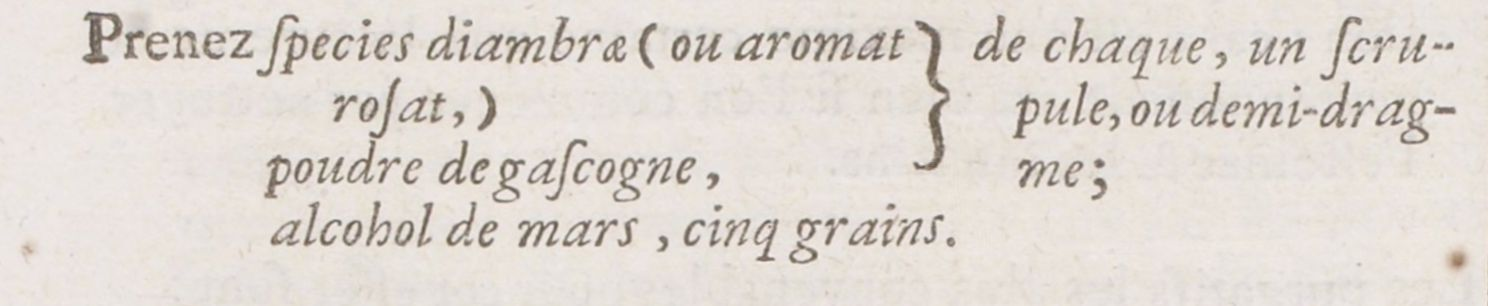 Prenez ſpecies diambræ ( ou aromat } de chaque, un ſcru-
roſat, ) pule, ou demi-drag-
poudre de gaſcogne, me ;
alcohol de mars , cinq grains.